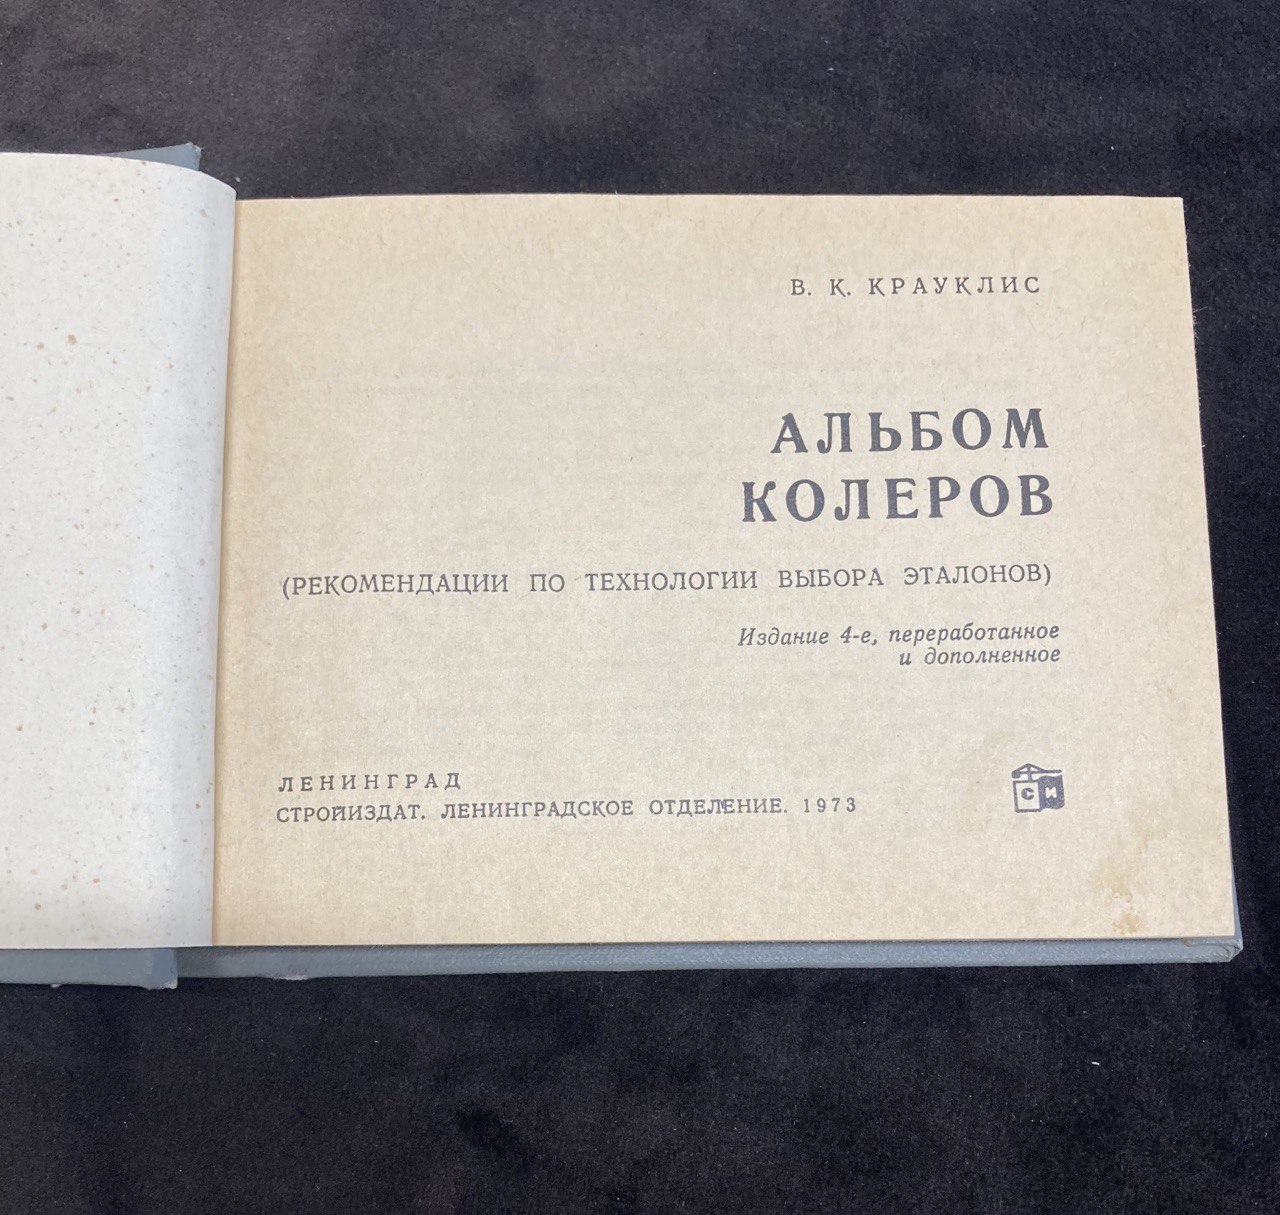 В. К. КРАУКЛИС
АЛЬБОМ
КОЛЕРОВ
(РЕКОМЕНДАЦИИ ПО ТЕХНОЛОГИИ ВЫБОРА ЭТАЛОНОВ)
Издание 4-е, переработанное
и дополненное
ЛЕНИНГРАД
СТРОЙИЗДАТ. ЛЕНИНГРАДСКОЕ ОТДЕЛЕНИЕ. 1973
С И